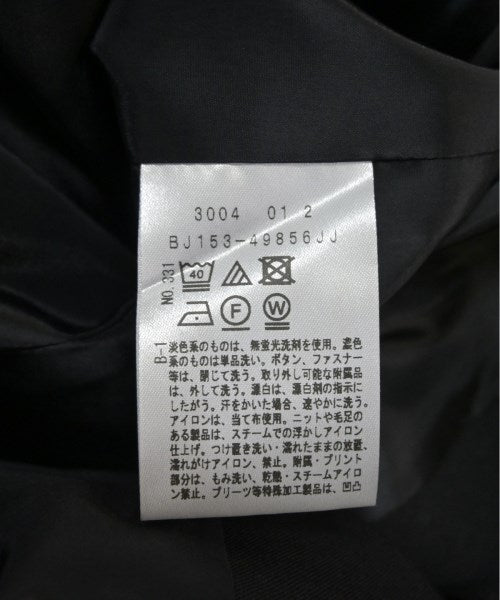 3004 01 2
BJ153-49856JJ
NO.331
40
F
W
B-1
淡色系のものは、無蛍光洗剤を使用。濃色
系のものは単品洗い。ボタン、ファスナー
等は、閉じて洗う。取り外し可能な附属品
は、外して洗う。漂白は、漂白剤の指示に
したがう。汗をかいた場合、速やかに洗う。
アイロンは、当て布使用。ニットや毛足の
ある製品は、スチームでの浮かしアイロン
仕上げ。つけ置き洗い・濡れたままの放置、
濡れがけアイロン、禁止。附属・プリント
部分は、もみ洗い、乾熱・スチームアイロ
ン禁止。プリーツ等特殊加工製品は、凹凸